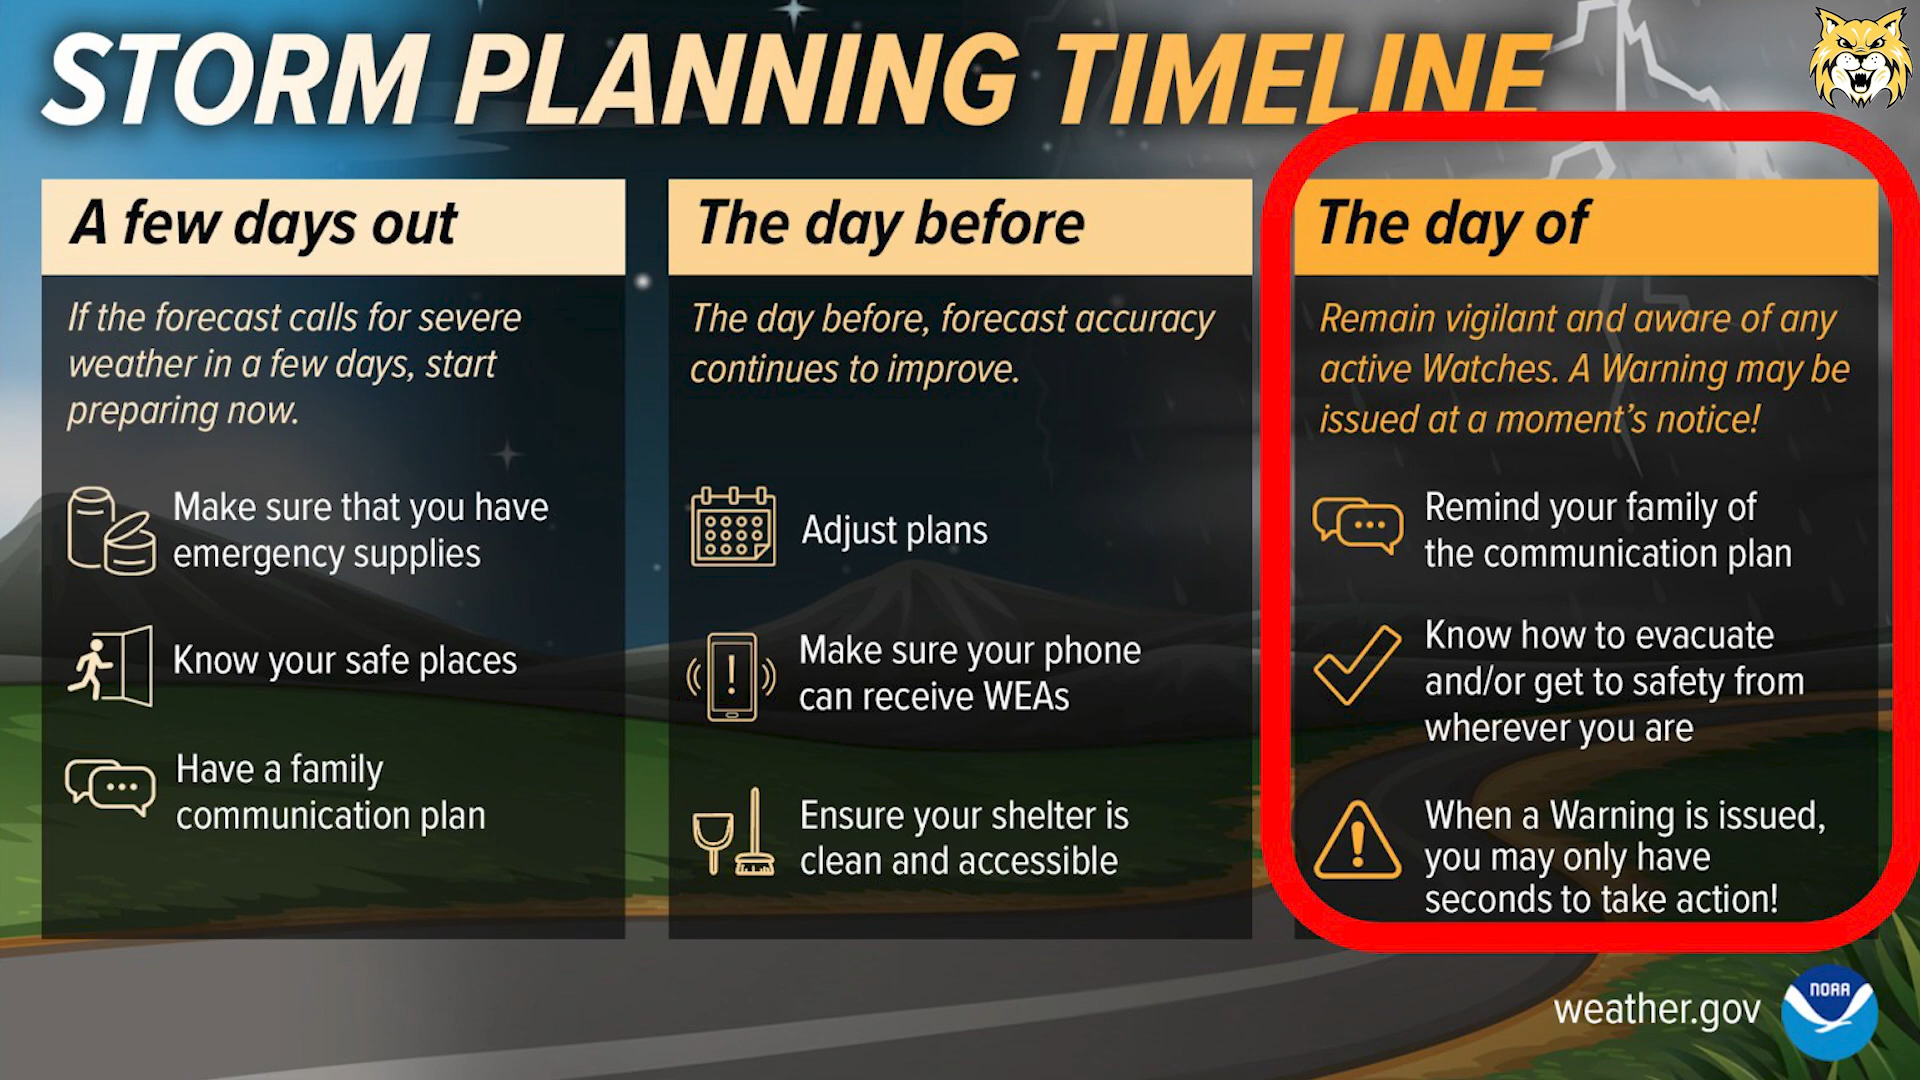 STORM PLANNING TIMELINE
A few days out
If the forecast calls for severe
weather in a few days, start
preparing now.
Make sure that you have
emergency supplies
Know your safe places
Have a family
communication plan
The day before
The day before, forecast accuracy
continues to improve.
Adjust plans
Make sure your phone
can receive WEAs
Ensure your shelter is
clean and accessible
The day of
Remain vigilant and aware of any
active Watches. A Warning may be
issued at a moment's notice!
Remind your family of
the communication plan
Know how to evacuate
and/or get to safety from
wherever you are
When a Warning is issued,
you may only have
seconds to take action!
weather.gov
NOAA